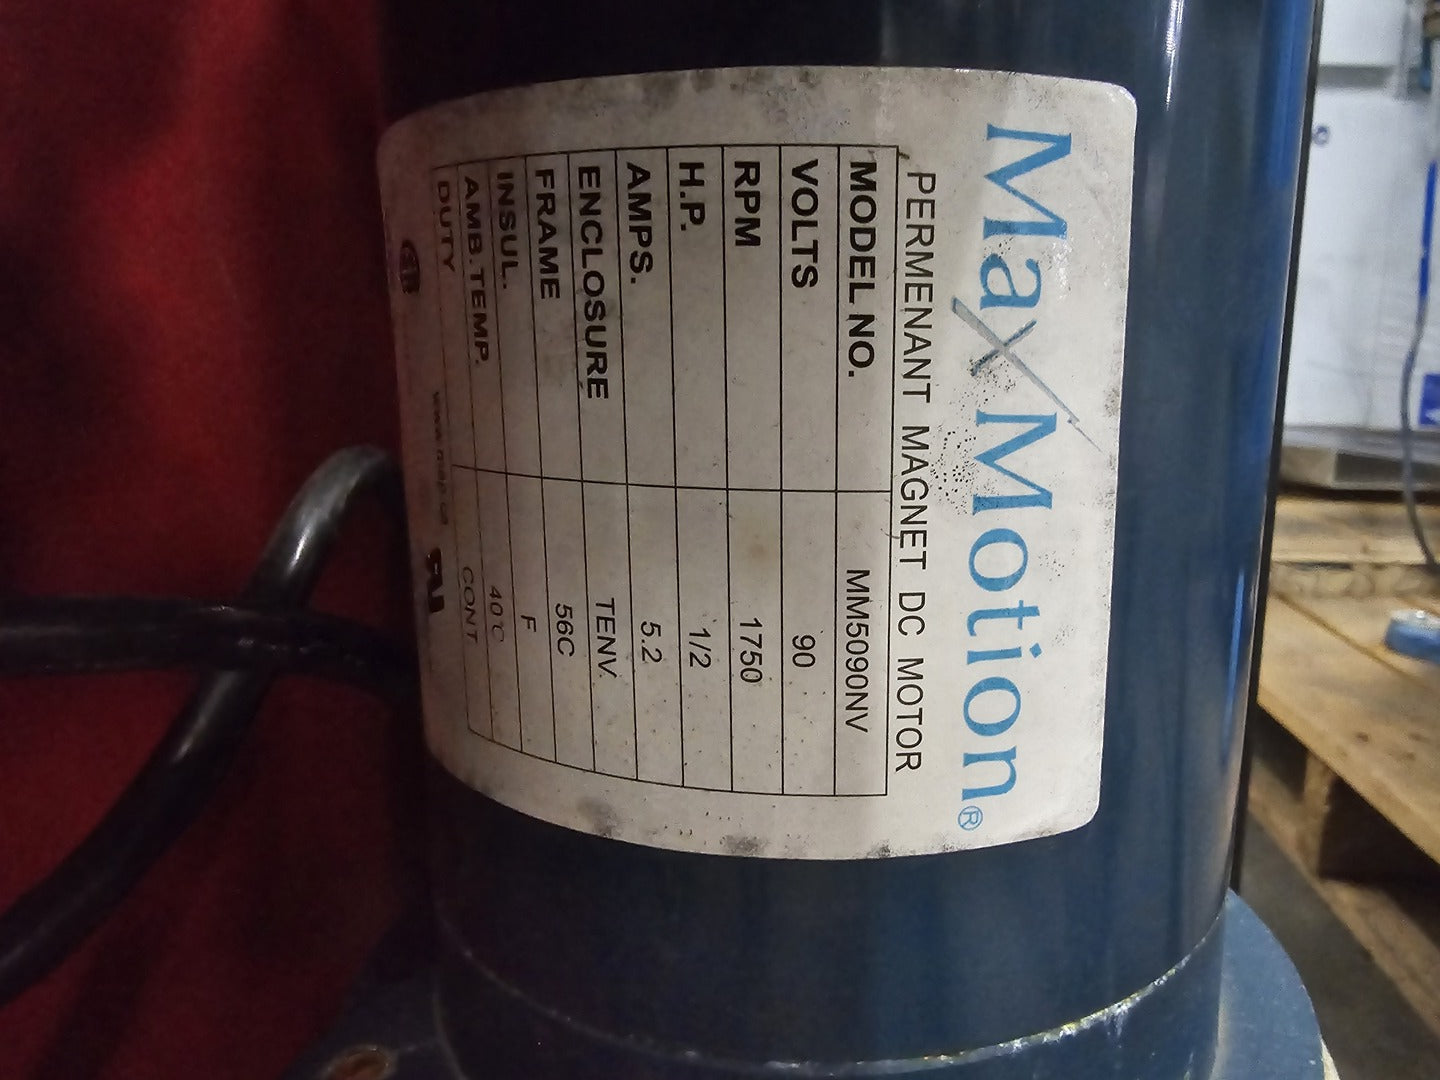 MaxMotion®
PERMENANT MAGNET DC MOTOR
MODEL NO. MM5090NV
VOLTS 90
RPM 1750
H.P. 1/2
AMPS. 5.2
ENCLOSURE TENV.
FRAME 56C
INSUL. F
AMB.TEMP. 40°C
DUTY CONT